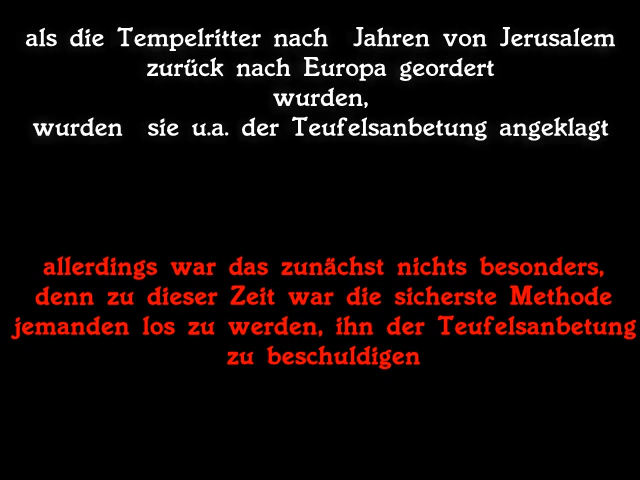 als die Tempelritter nach Jahren von Jerusalem
zurück nach Europa geordert
wurden,
wurden sie u.a. der Teufelsanbetung angeklagt
allerdings war das zunächst nichts besonders,
denn zu dieser Zeit war die sicherste Methode
jemanden los zu werden, ihn der Teufelsanbetung
zu beschuldigen